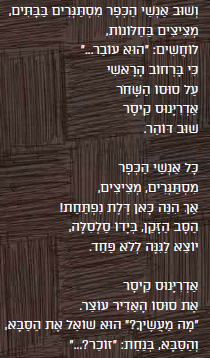 וְשׁוּב אַנְשֵׁי הַכְּפָר מִסְתַּגְּרִים בַּבָּתִּים,
מְצִיצִים בַּחַלּוֹנוֹת,
לוֹחֲשִׁים: "הוּא עוֹבֵר..."
כִּי בָּרְחוֹב הָרָאשִׁי
עַל סוּסוֹ הַשָּׁחֹר
אַדְרִיָּנוּס קֵיסָר
שׁוּב דּוֹהֵר.
כָּל אַנְשֵׁי הַכְּפָר
מִסְתַּגְּרִים, מְצִיצִים,
אַךְ הִנֵּה כָּאן דֶּלֶת נִפְתַּחַת!
הַסָּב הַזָּקֵן, בְּיָדוֹ סַלְסִלָּה,
יוֹצֵא לַגִּנָּה לְלֹא פַּחַד.
אַדְרִיָּנוּס קֵיסָר
אֶת סוּסוֹ הָאַדִּיר עוֹצֵר.
"מָה מַעֲשֶׂיךָ?" הוּא שׁוֹאֵל אֶת הַסַּבָּא,
וְהַסַּבָּא, בְּנַחַת: "זוֹכֵר?..."